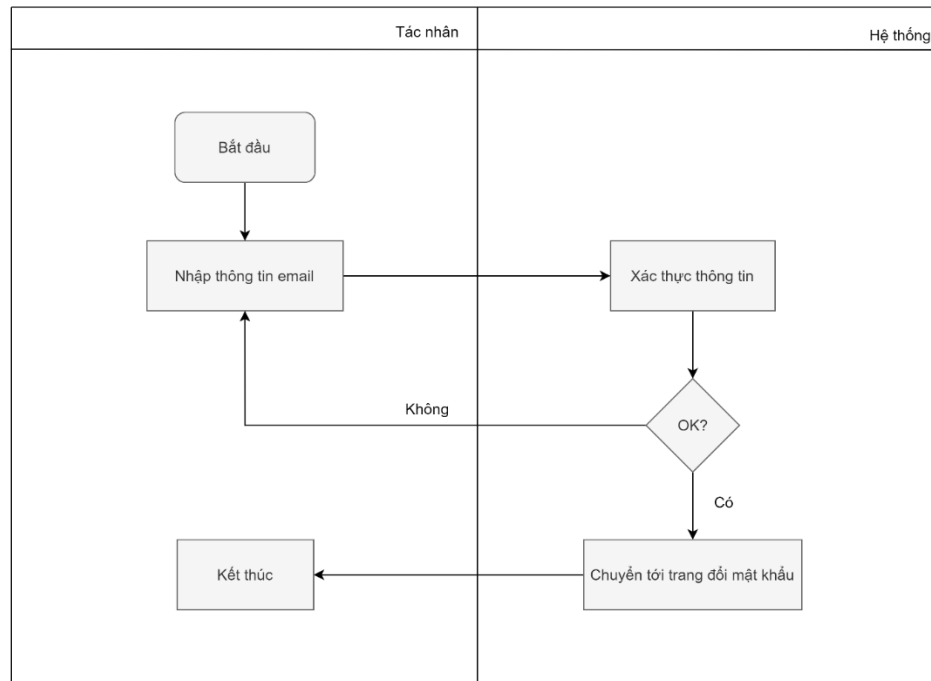 Tác nhân
Hệ thống
Bắt đầu
Nhập thông tin email
Xác thực thông tin
Không
OK?
Có
Kết thúc
Chuyển tới trang đổi mật khẩu